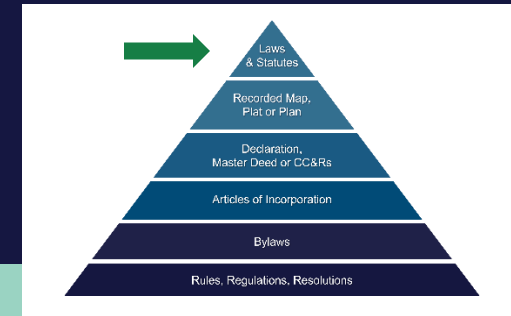 Laws
& Statutes
Recorded Map,
Plat or Plan
Declaration,
Master Deed or CC&Rs
Articles of Incorporation
Bylaws
Rules, Regulations, Resolutions